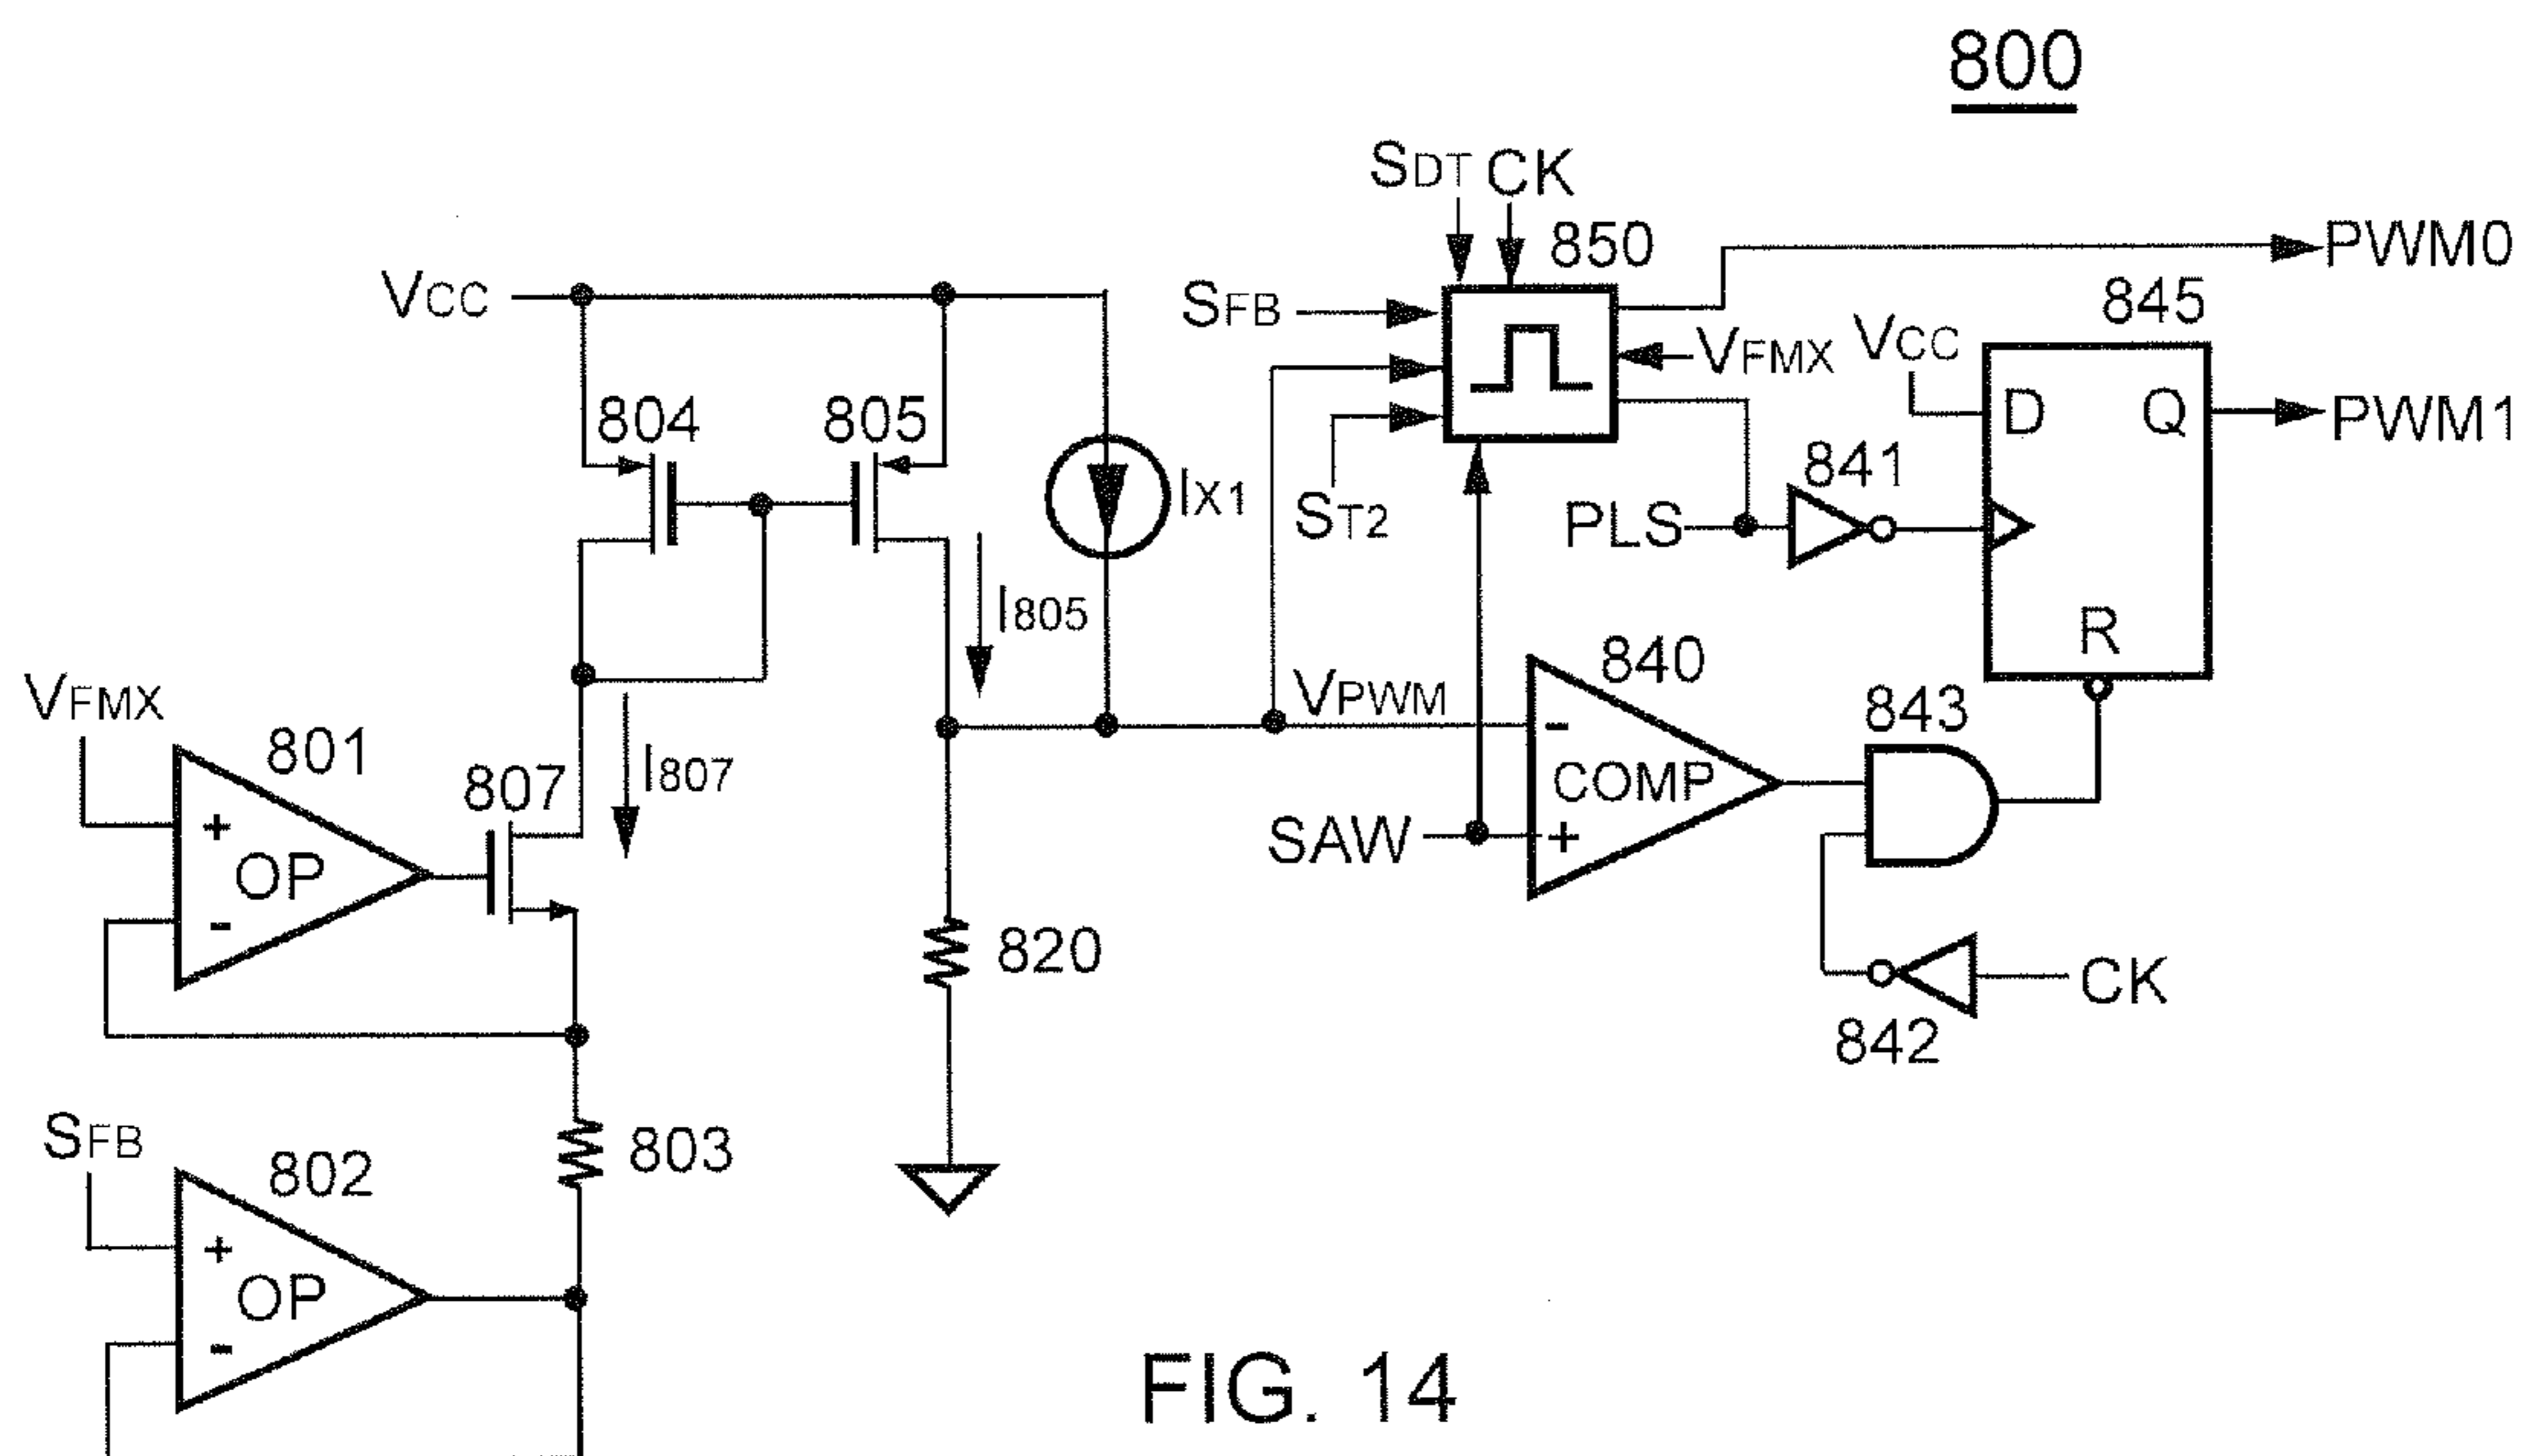 800
SDT CK
850
PWM0
SFB
VCC
845
VFMX
VCC
804
805
D
Q
PWM1
841
IX1
ST2
PLS
I805
R
840
VFMX
VPWM
843
801
I807
807
-
COMP
+
OP
SAW
+
-
820
CK
842
SFB
802
803
+
OP
-
FIG. 14